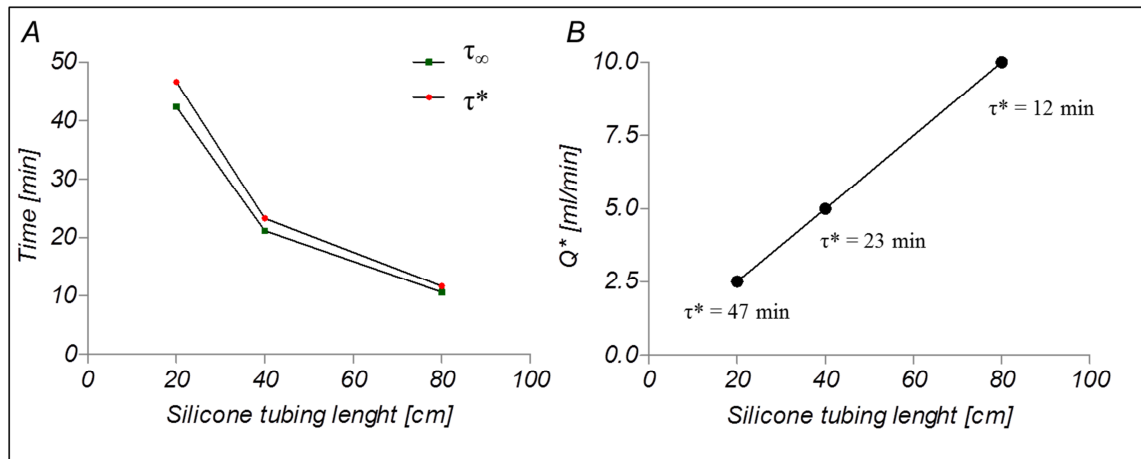 A
50
40
30
20
10
0
Time [min]
τ∞
τ*
0 20 40 60 80 100
Silicone tubing lenght [cm]
B
10.0
7.5
5.0
2.5
0.0
Q* [ml/min]
τ* = 12 min
τ* = 23 min
τ* = 47 min
0 20 40 60 80 100
Silicone tubing lenght [cm]